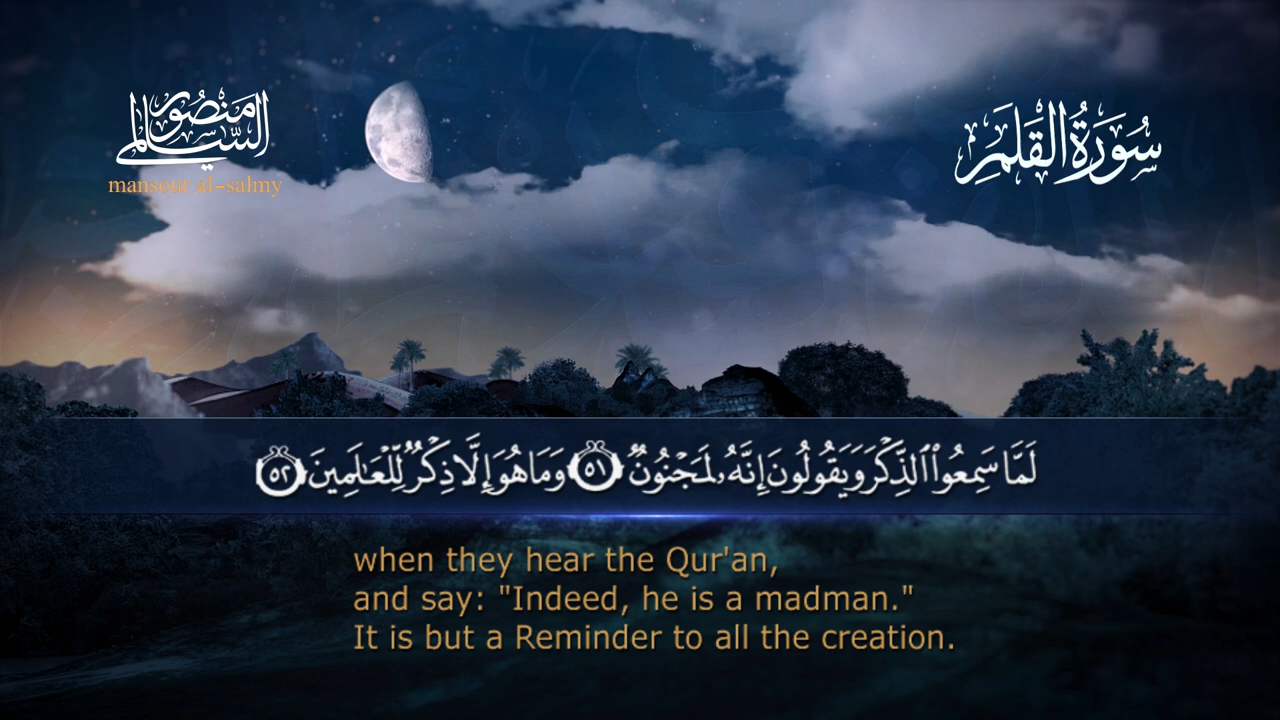 منصور
السالمي
mansour al-salmy
سُورَةُ القَلَمِ
لَمَّا سَمِعُوا۟ ٱلذِّكْرَ وَيَقُولُونَ إِنَّهُۥ لَمَجْنُونٌ ٥١ وَمَا هُوَ إِلَّا ذِكْرٌ لِّلْعَـٰلَمِينَ ٥٢
when they hear the Qur'an,
and say: "Indeed, he is a madman."
It is but a Reminder to all the creation.